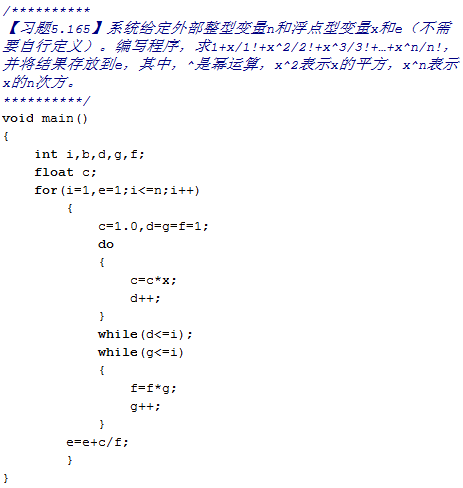 /**********
【习题5.165】系统给定外部整型变量n和浮点型变量x和e（不需
要自行定义）。编写程序，求1+x/1!+x^2/2!+x^3/3!+…+x^n/n!，
并将结果存放到e，其中，^是幂运算，x^2表示x的平方，x^n表示
x的n次方。
**********/
void main()
{
    int i,b,d,g,f;
    float c;
    for(i=1,e=1;i<=n;i++)
        {
            c=1.0,d=g=f=1;
            do
            {
                c=c*x;
                d++;
            }
            while(d<=i);
            while(g<=i)
            {
                f=f*g;
                g++;
            }
        e=e+c/f;
        }
}